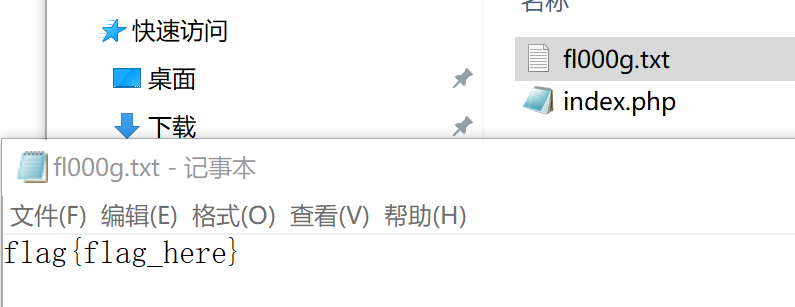 名称
快速访问
桌面
下载
fl000g.txt
index.php
fl000g.txt - 记事本
文件(F) 编辑(E) 格式(O) 查看(V) 帮助(H)
flag{flag_here}